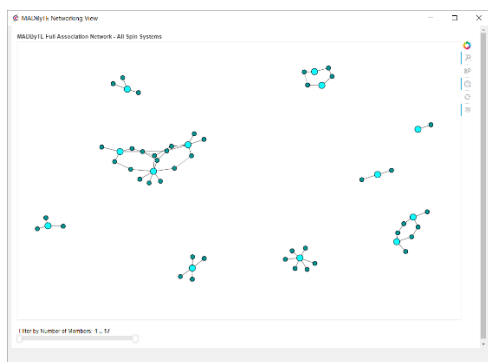 MADByTE Networking View
MADByTE Full Association Network - All Spin Systems
Filter by Number of Members: 1 .. 17